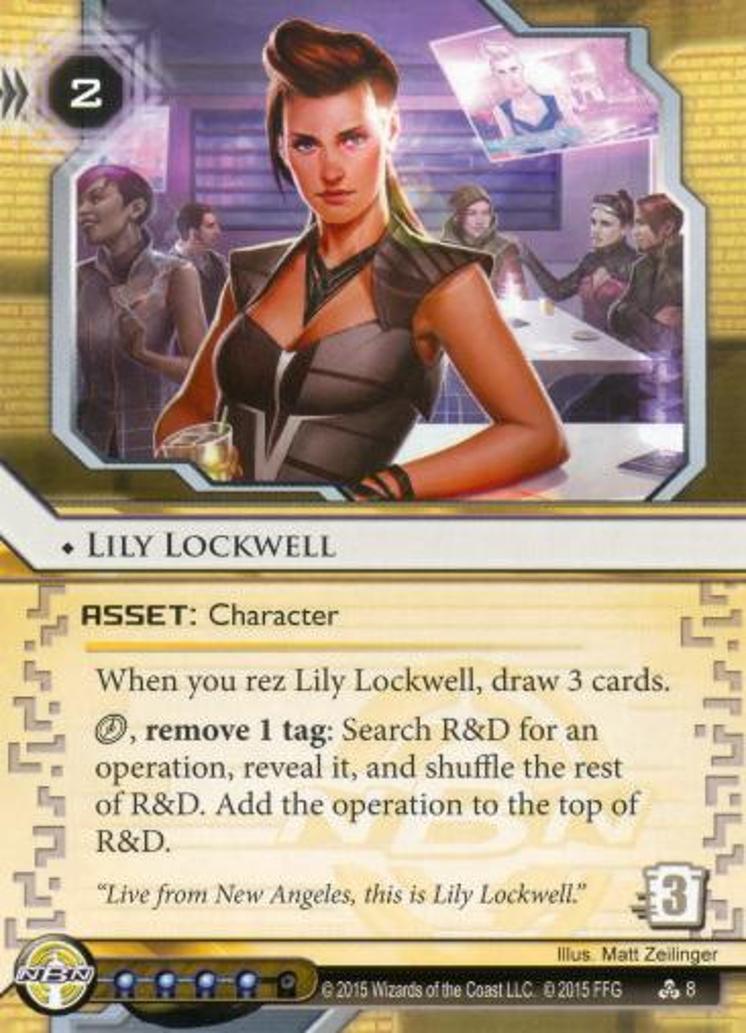 2
♦ LILY LOCKWELL
ASSET: Character
When you rez Lily Lockwell, draw 3 cards.
, remove 1 tag: Search R&D for an
operation, reveal it, and shuffle the rest
of R&D. Add the operation to the top of
R&D.
“Live from New Angeles, this is Lily Lockwell.”
3
Illus. Matt Zeilinger
NBN
© 2015 Wizards of the Coast LLC. © 2015 FFG
8